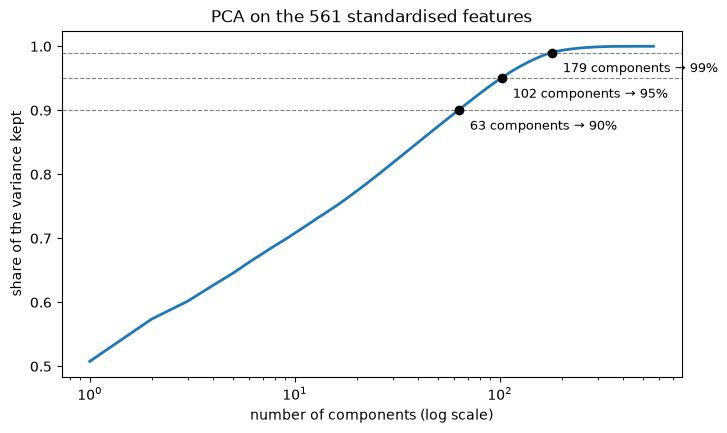 PCA on the 561 standardised features
share of the variance kept
1.0
0.9
0.8
0.7
0.6
0.5
179 components → 99%
102 components → 95%
63 components → 90%
10⁰
10¹
10²
number of components (log scale)